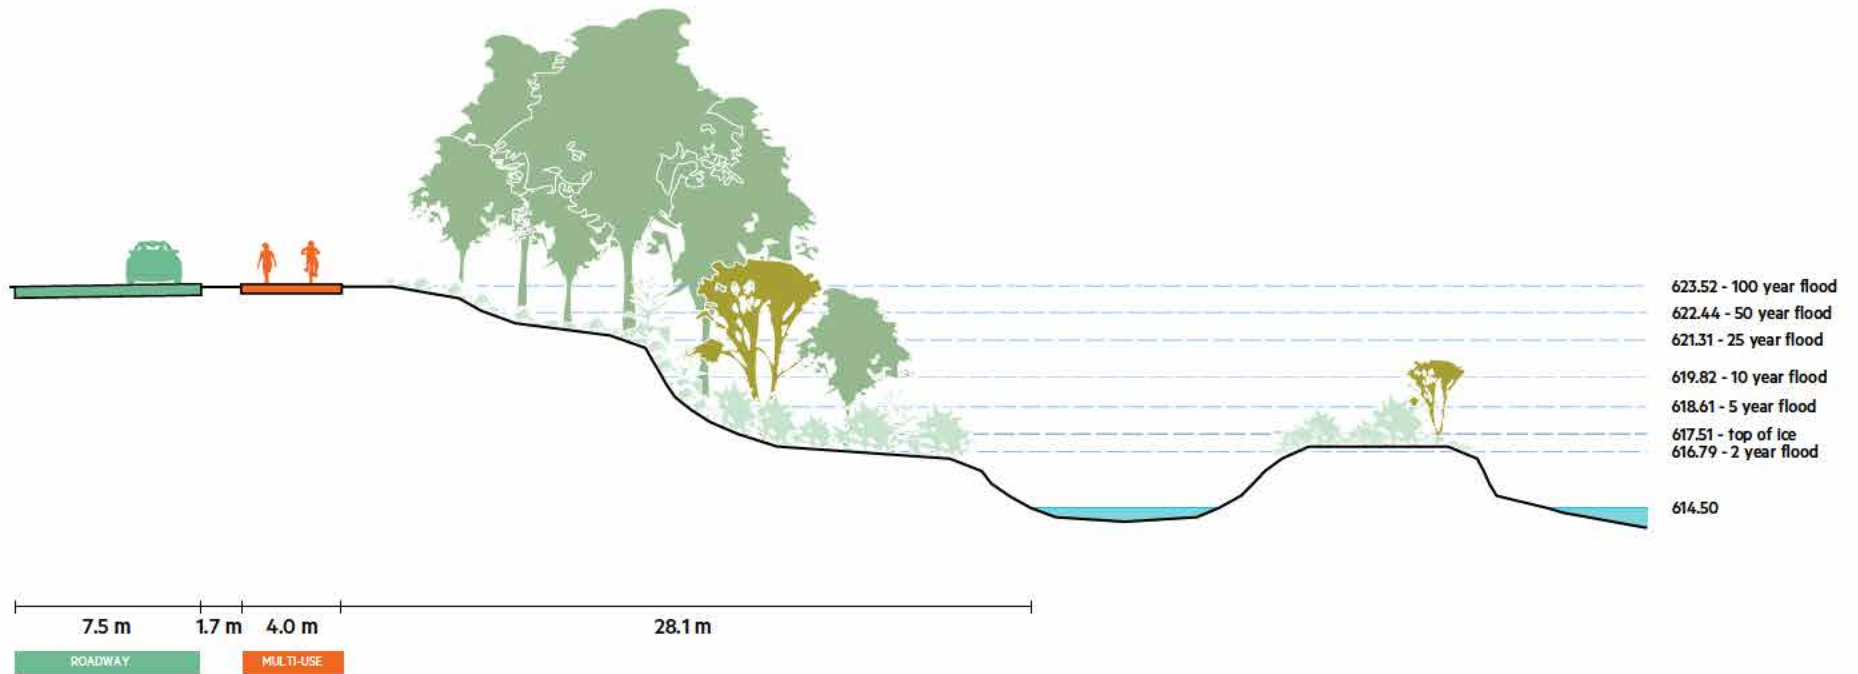 623.52 - 100 year flood
622.44 - 50 year flood
621.31 - 25 year flood
619.82 - 10 year flood
618.61 - 5 year flood
617.51 - top of ice
616.79 - 2 year flood
614.50
7.5 m 1.7 m 4.0 m 28.1 m
ROADWAY MULTI-USE